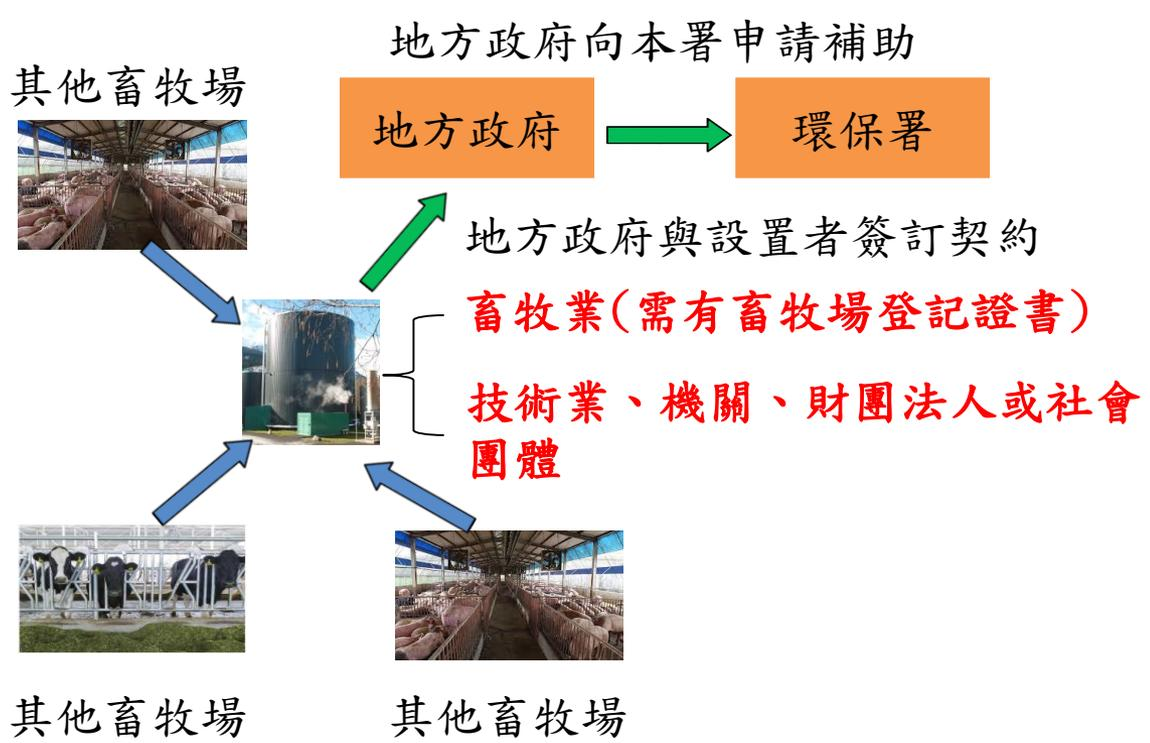 地方政府向本署申請補助
其他畜牧場
地方政府
環保署
地方政府與設置者簽訂契約
畜牧業(需有畜牧場登記證書)
技術業、機關、財團法人或社會
團體
其他畜牧場
其他畜牧場